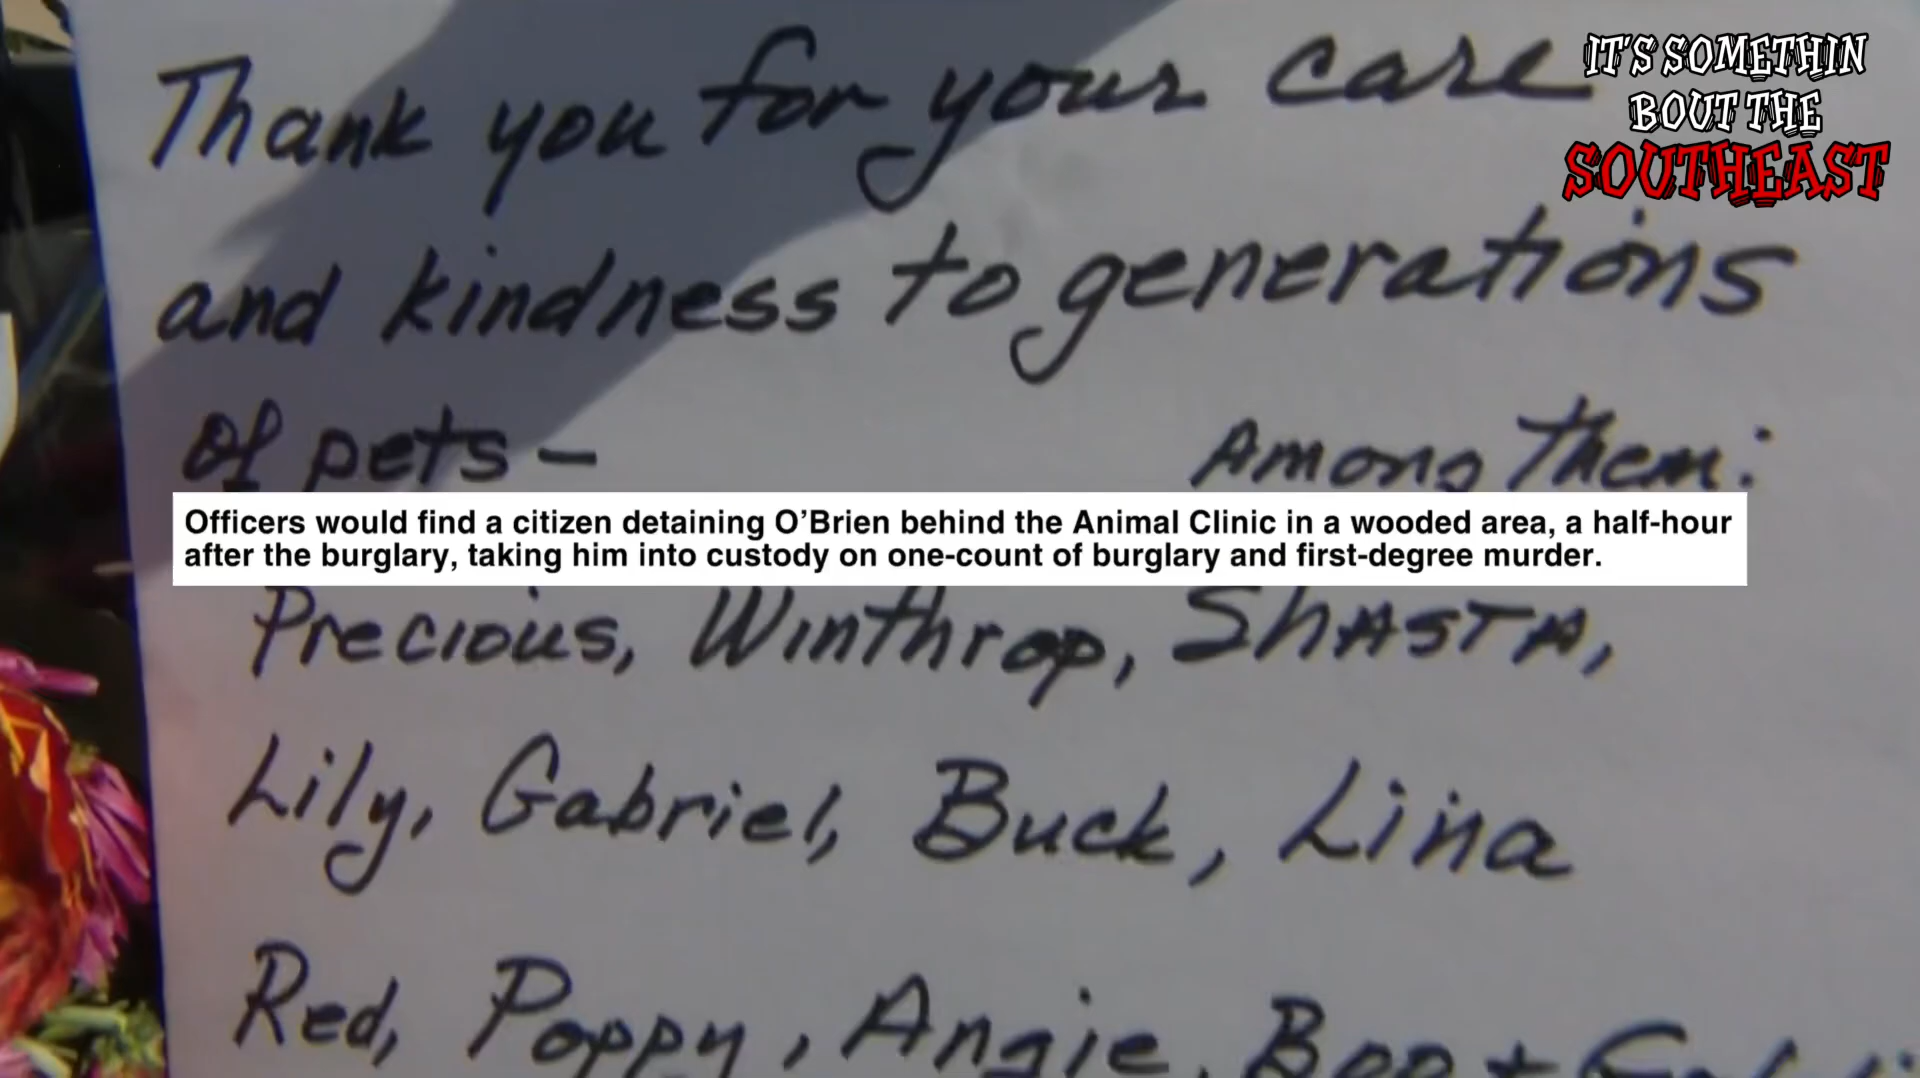 IT'S SOMETHIN
BOUT THE
SOUTHEAST
Thank you for your care
and kindness to generations
of pets –
Among Them:
Officers would find a citizen detaining O'Brien behind the Animal Clinic in a wooded area, a half-hour
after the burglary, taking him into custody on one-count of burglary and first-degree murder.
Precious, Winthrop, Shasta,
Lily, Gabriel, Buck, Lina
Red, Poppy, Angie, Boo +